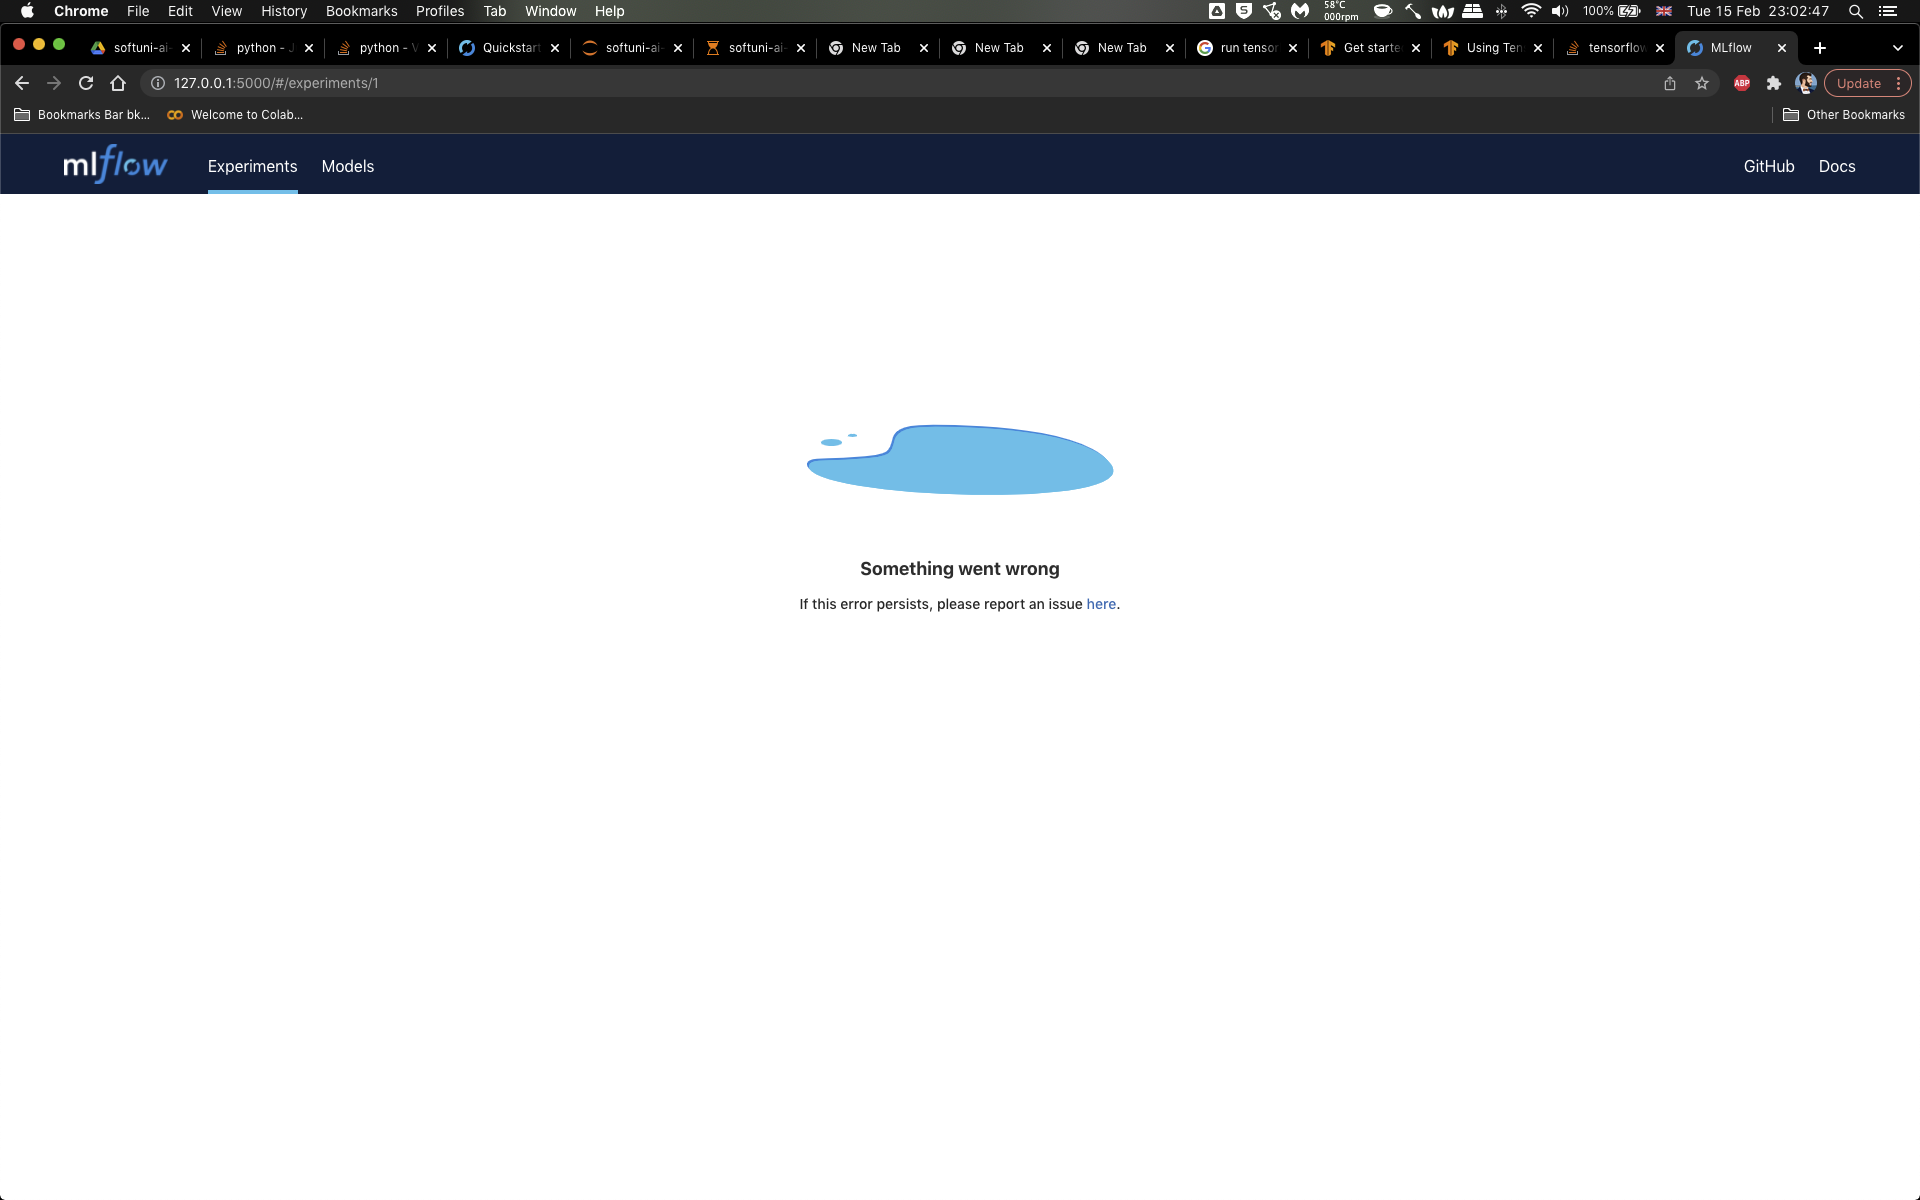 Chrome File Edit View History Bookmarks Profiles Tab Window Help 58°C 000rpm 100% Tue 15 Feb 23:02:47
softuni-ai- python - J python - V Quickstart softuni-ai- softuni-ai- New Tab New Tab New Tab run tensor Get starte Using Ten tensorflow MLflow
127.0.0.1:5000/#/experiments/1 ABP Update
Bookmarks Bar bk... Welcome to Colab... Other Bookmarks
mlflow Experiments Models GitHub Docs
Something went wrong
If this error persists, please report an issue here.